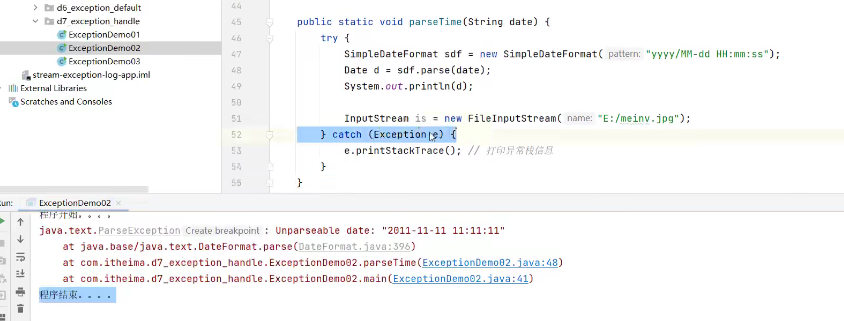 d6_exception_default
d7_exception_handle
ExceptionDemo01
ExceptionDemo02
ExceptionDemo03
stream-exception-log-app.iml
External Libraries
Scratches and Consoles
44
45 public static void parseTime(String date) {
46 try {
47 SimpleDateFormat sdf = new SimpleDateFormat( pattern: "yyyy/MM-dd HH:mm:ss");
48 Date d = sdf.parse(date);
49 System.out.println(d);
50
51 InputStream is = new FileInputStream( name: "E:/meinv.jpg");
52 } catch (Exception e) {
53 e.printStackTrace(); // 打印异常栈信息
54 }
55 }
un: ExceptionDemo02
程序开始。。。。
java.text.ParseException Create breakpoint : Unparseable date: "2011-11-11 11:11:11"
at java.base/java.text.DateFormat.parse(DateFormat.java:396)
at com.itheima.d7_exception_handle.ExceptionDemo02.parseTime(ExceptionDemo02.java:48)
at com.itheima.d7_exception_handle.ExceptionDemo02.main(ExceptionDemo02.java:41)
程序结束。。。。